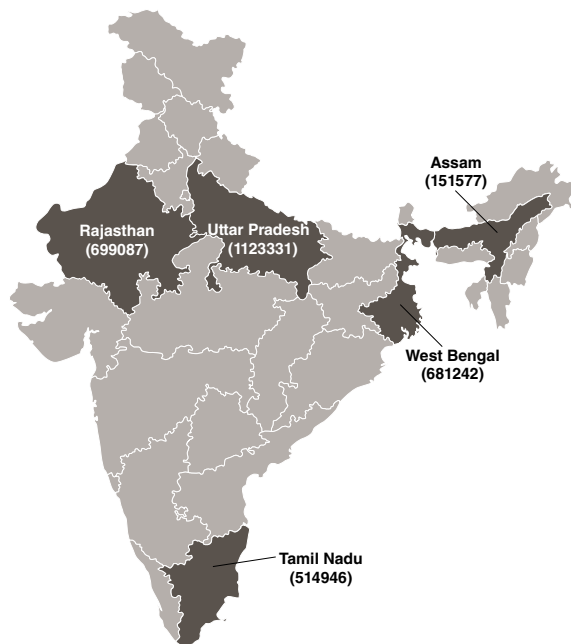 Assam
(151577)
Rajasthan
(699087)
Uttar Pradesh
(1123331)
West Bengal
(681242)
Tamil Nadu
(514946)